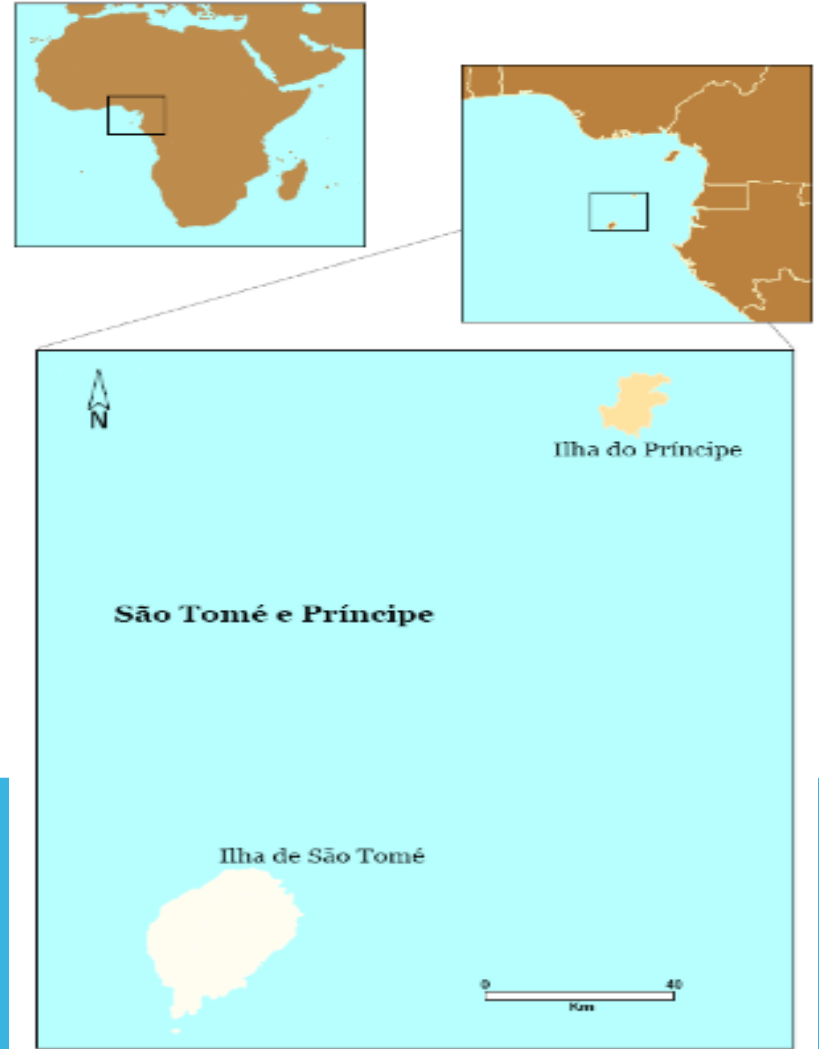 N
Ilha do Príncipe
São Tomé e Príncipe
Ilha de São Tomé
0 40
Km